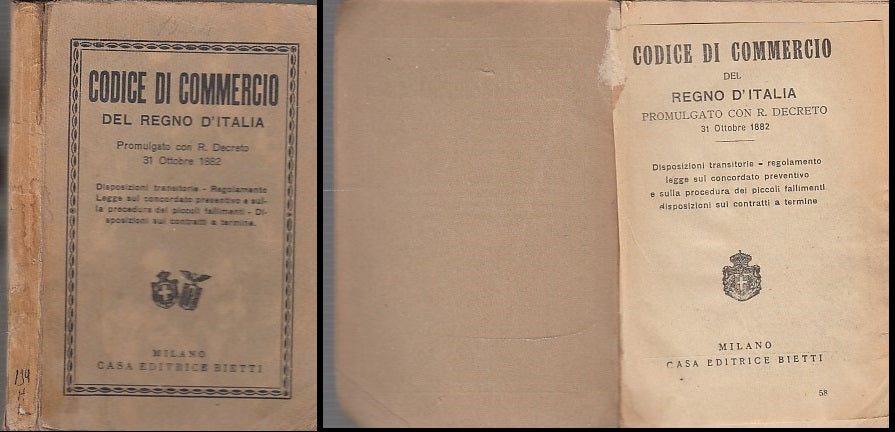 CODICE DI COMMERCIO
DEL REGNO D'ITALIA
Promulgato con R. Decreto
31 Ottobre 1882
Disposizioni transitorie - Regolamento
Legge sul concordato preventivo e sul-
la procedura dei piccoli fallimenti - Di-
sposizioni sui contratti a termine.
MILANO
CASA EDITRICE BIETTI
194
CODICE DI COMMERCIO
DEL
REGNO D'ITALIA
PROMULGATO CON R. DECRETO
31 Ottobre 1882
Disposizioni transitorie - regolamento
legge sul concordato preventivo
e sulla procedura dei piccoli fallimenti
disposizioni sui contratti a termine
MILANO
CASA EDITRICE BIETTI
58